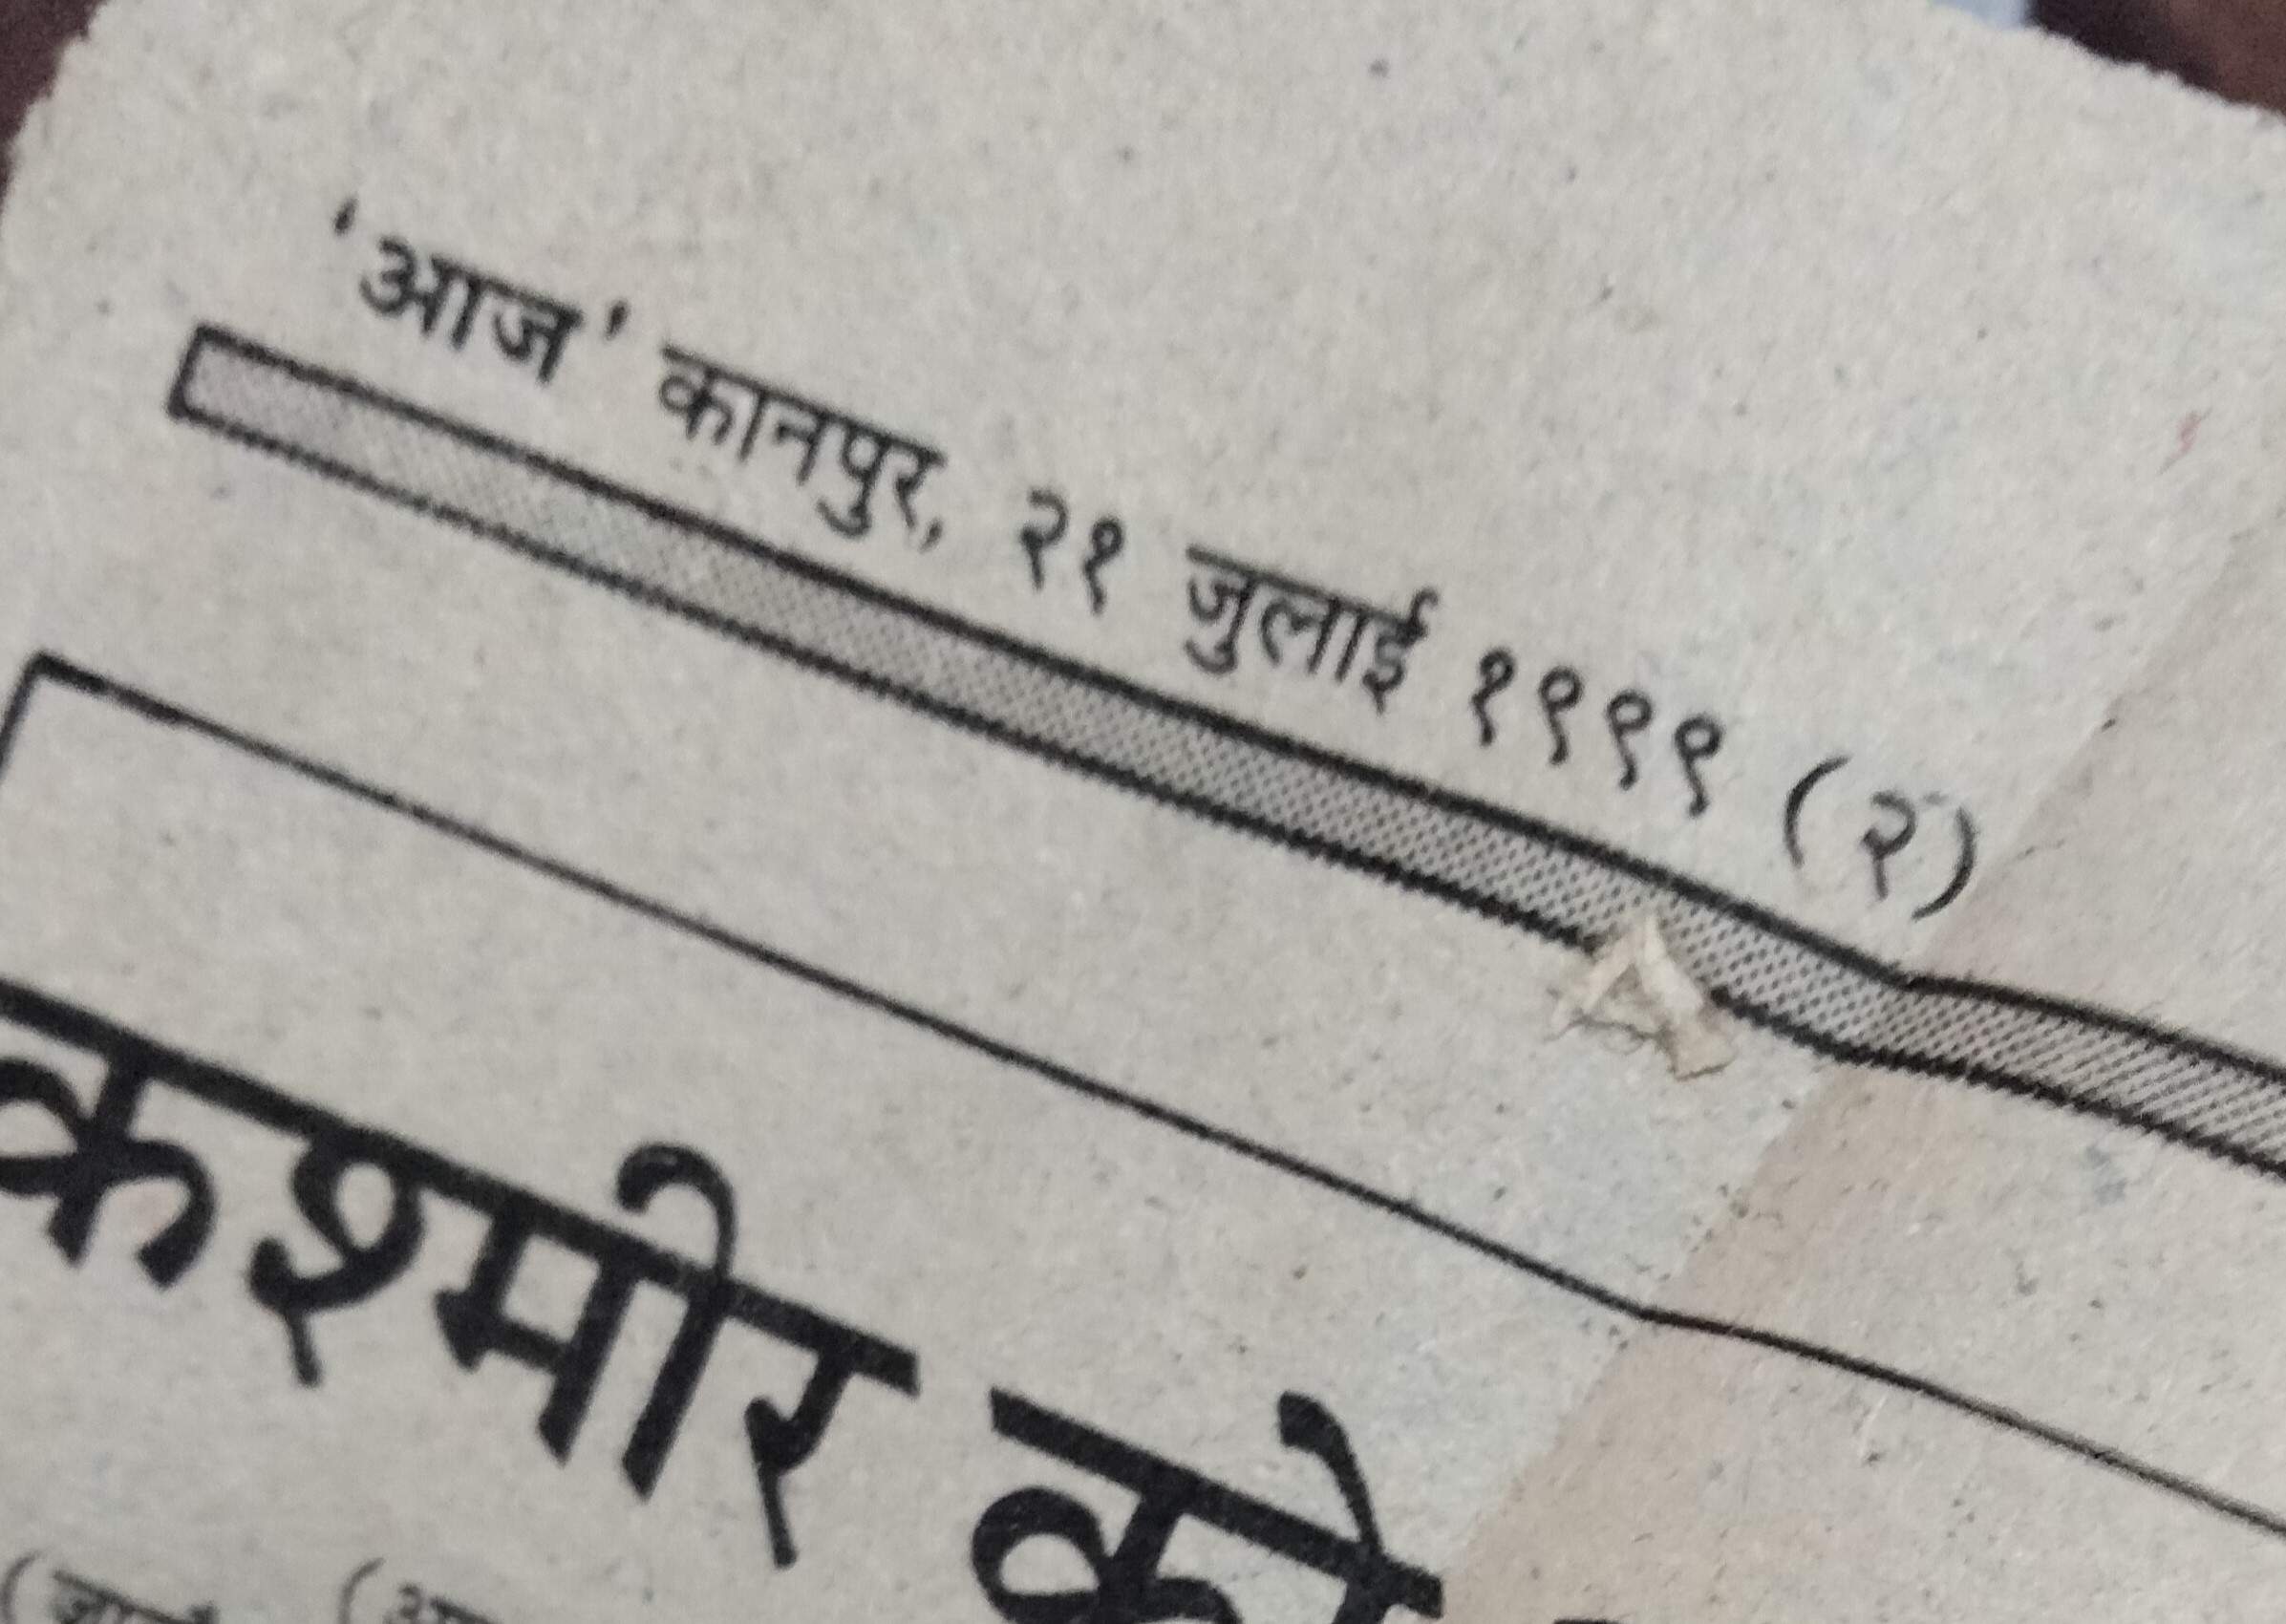 'आज' कानपुर, २१ जुलाई १९९९ (२)
कश्मीर को